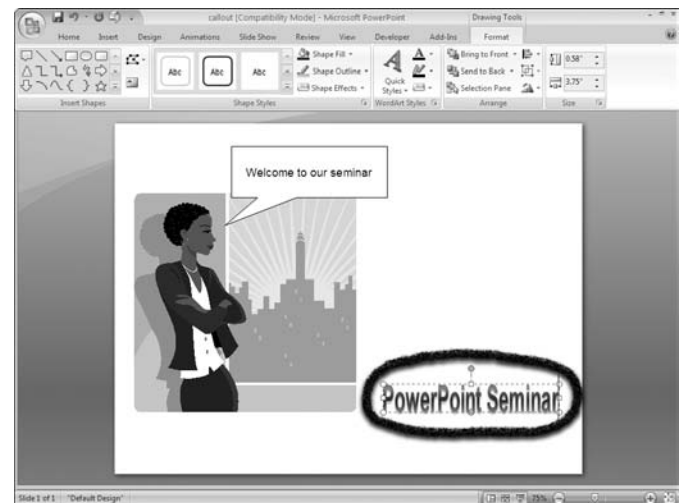 callout [Compatibility Mode] - Microsoft PowerPoint
Drawing Tools
Home Insert Design Animations Slide Show Review View Developer Add-Ins Format
Abc Abc Abc
Shape Fill
Shape Outline
Shape Effects
Quick Styles
Bring to Front
Send to Back
Selection Pane
0.58"
3.75"
Insert Shapes Shape Styles WordArt Styles Arrange Size
Welcome to our seminar
PowerPoint Seminar
Slide 1 of 1 "Default Design" 75%